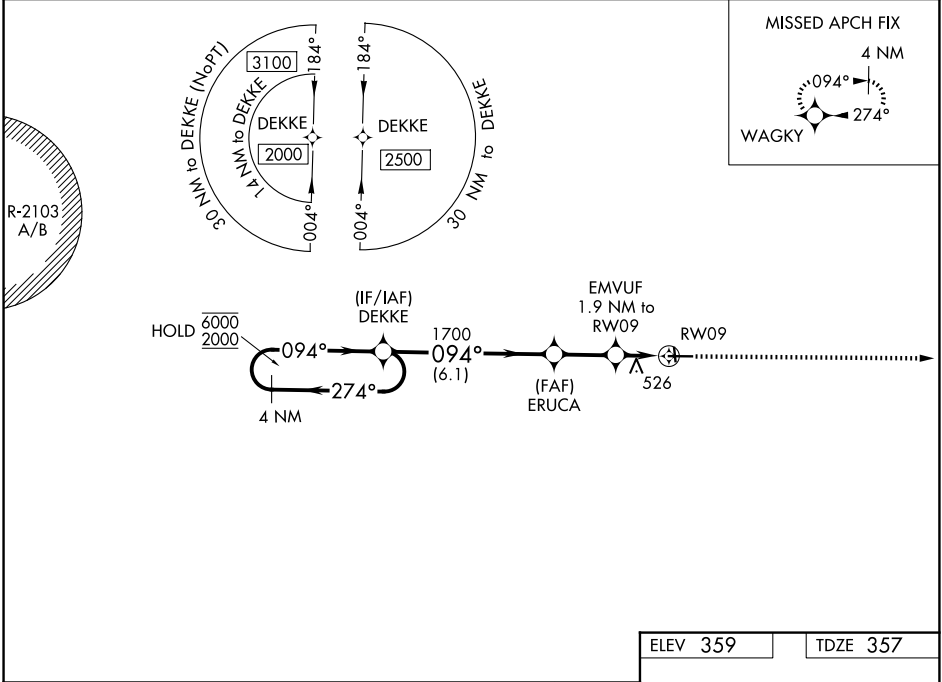 MISSED APCH FIX
4 NM
094°
274°
WAGKY
30 NM to DEKKE (NoPT)
3100
184°
14 NM to DEKKE
DEKKE
2000
004°
184°
DEKKE
2500
004°
30 NM to DEKKE
R-2103
A/B
HOLD
6000
2000
094°
274°
4 NM
(IF/IAF)
DEKKE
1700
094°
(6.1)
(FAF)
ERUCA
EMVUF
1.9 NM to
RW09
526
RW09
ELEV 359
TDZE 357